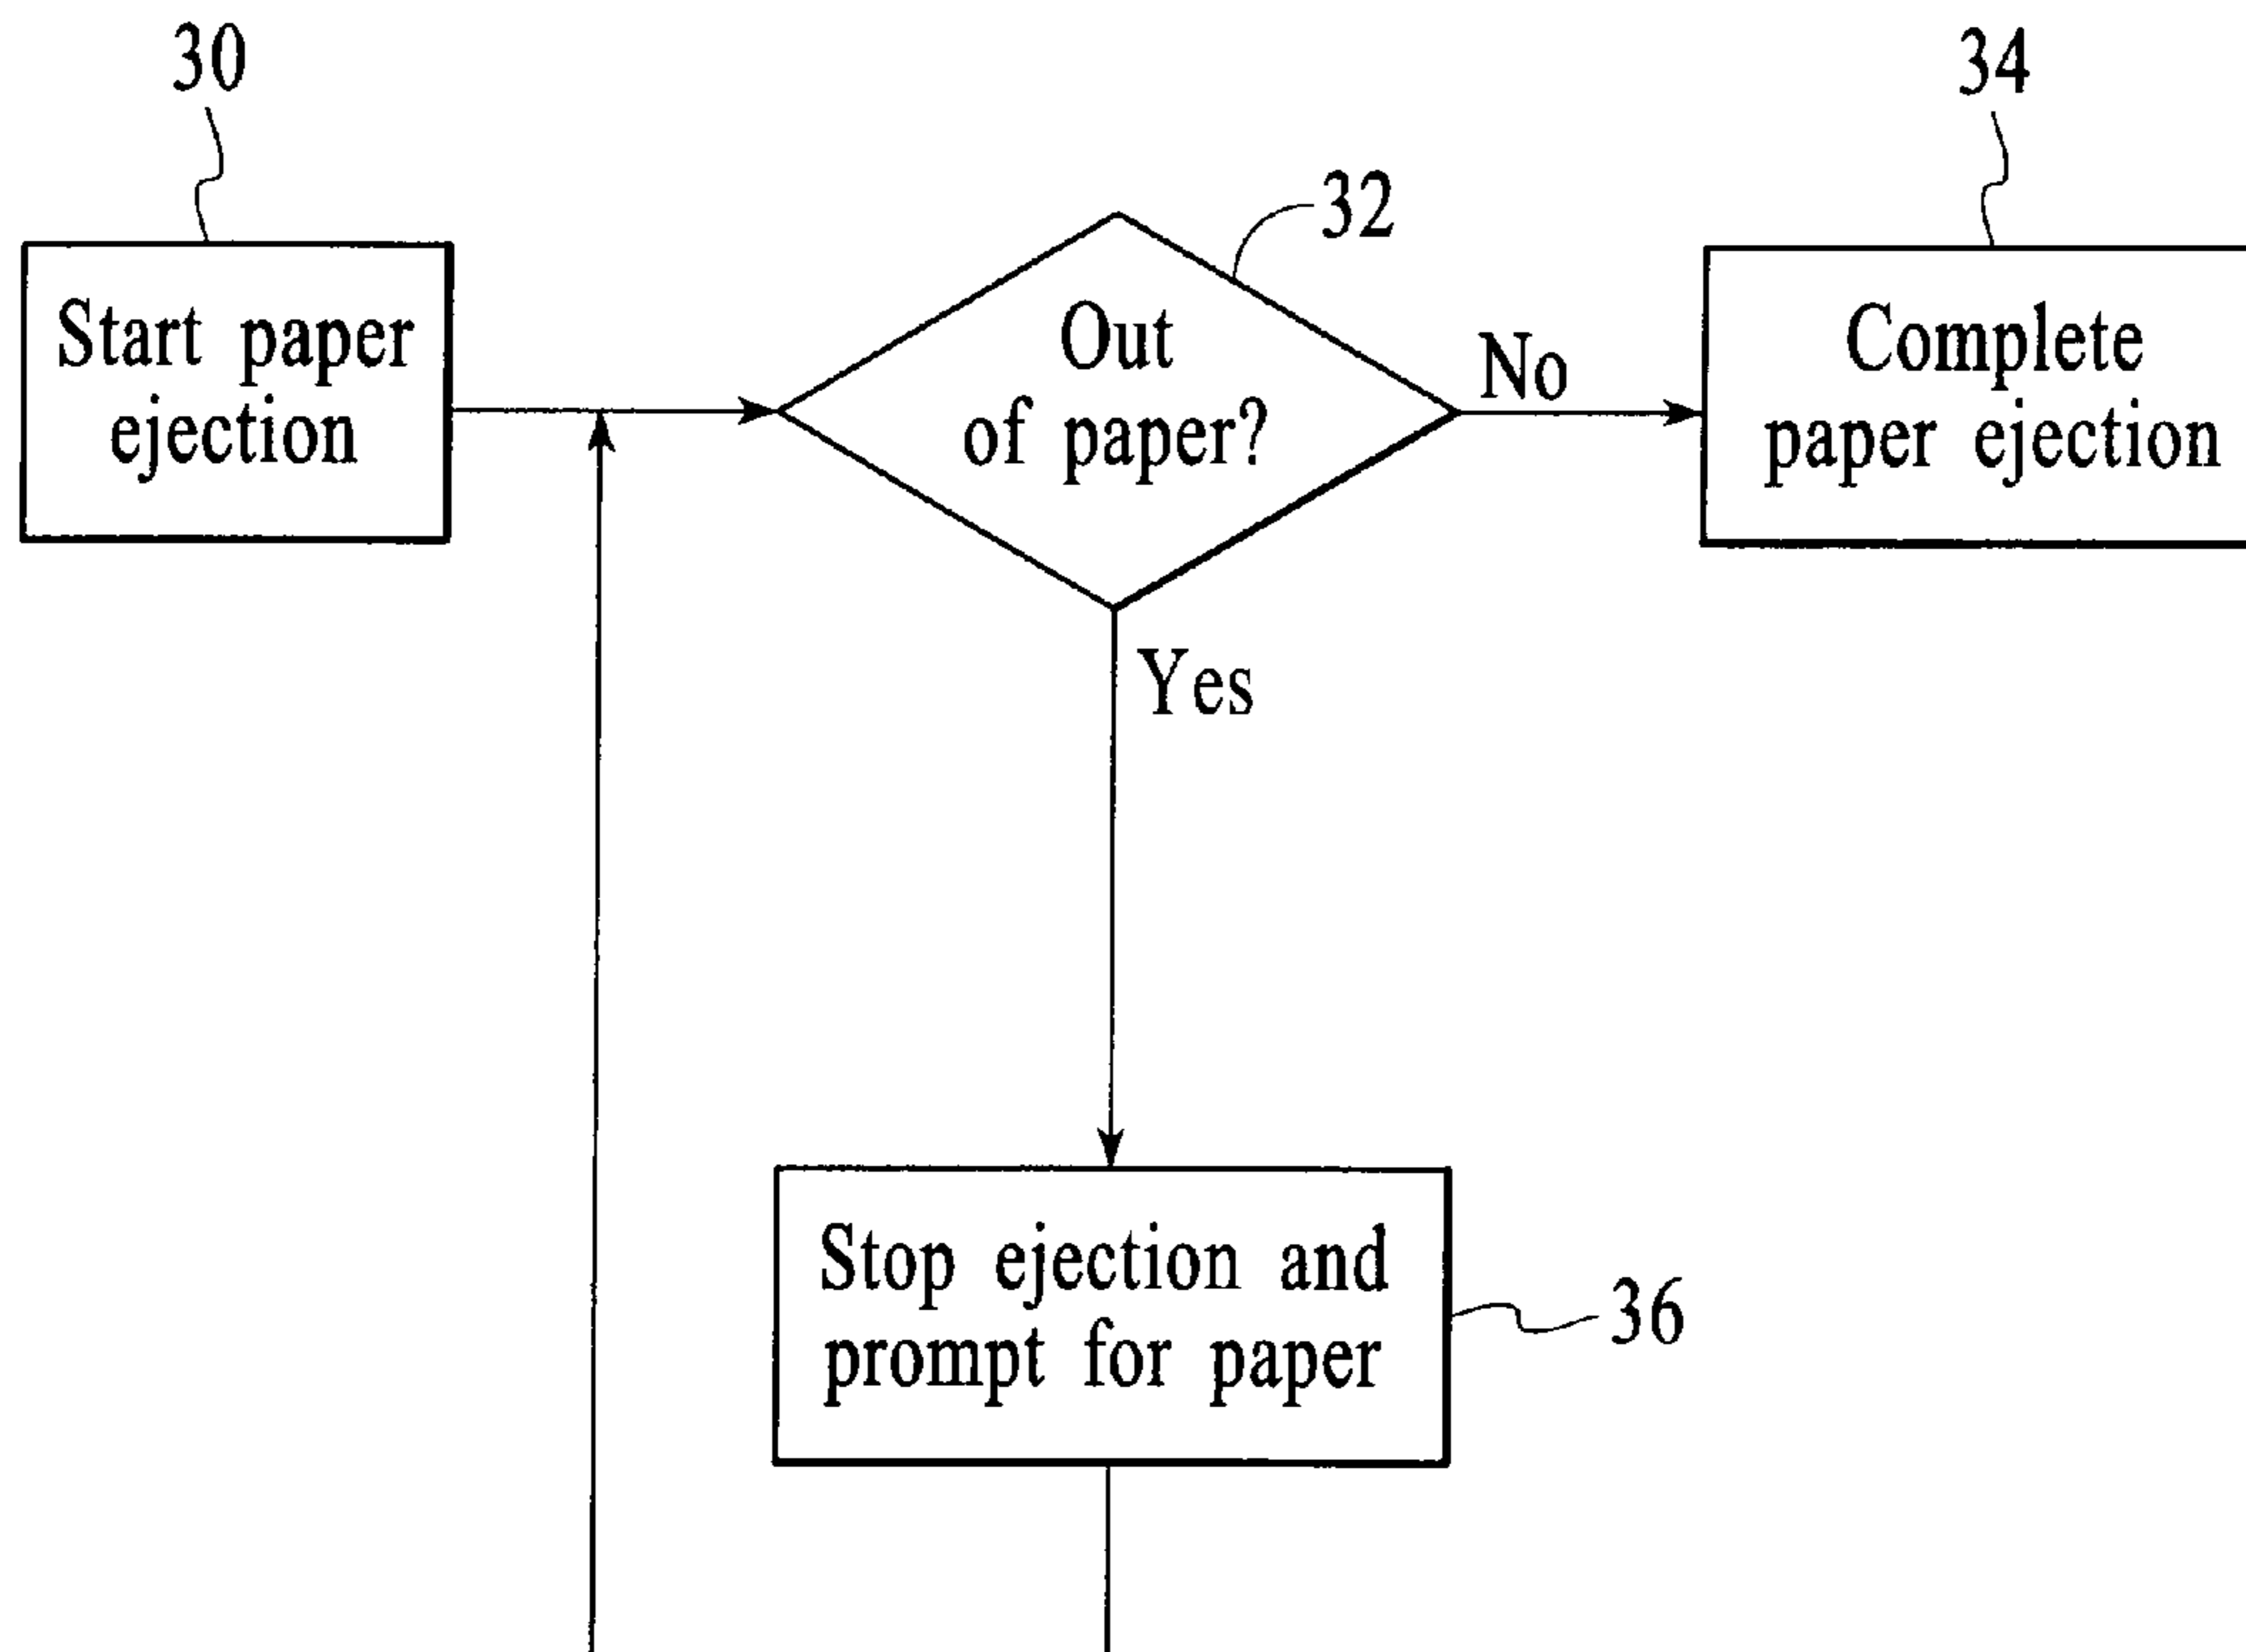 30
34
32
Start paper
ejection
Out
of paper?
No
Complete
paper ejection
Yes
Stop ejection and
prompt for paper
36